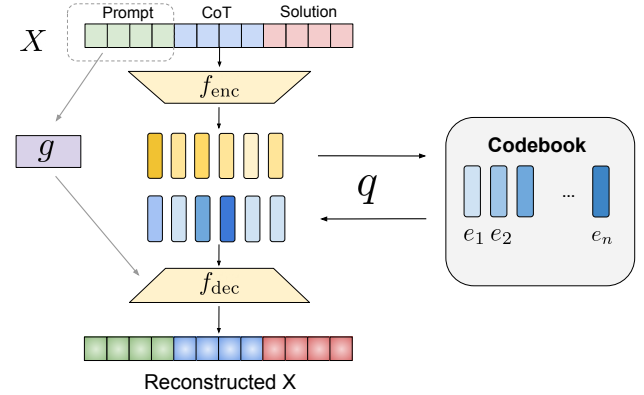 Prompt CoT Solution
X
f_enc
g
Codebook
q
e_1 e_2 ... e_n
f_dec
Reconstructed X